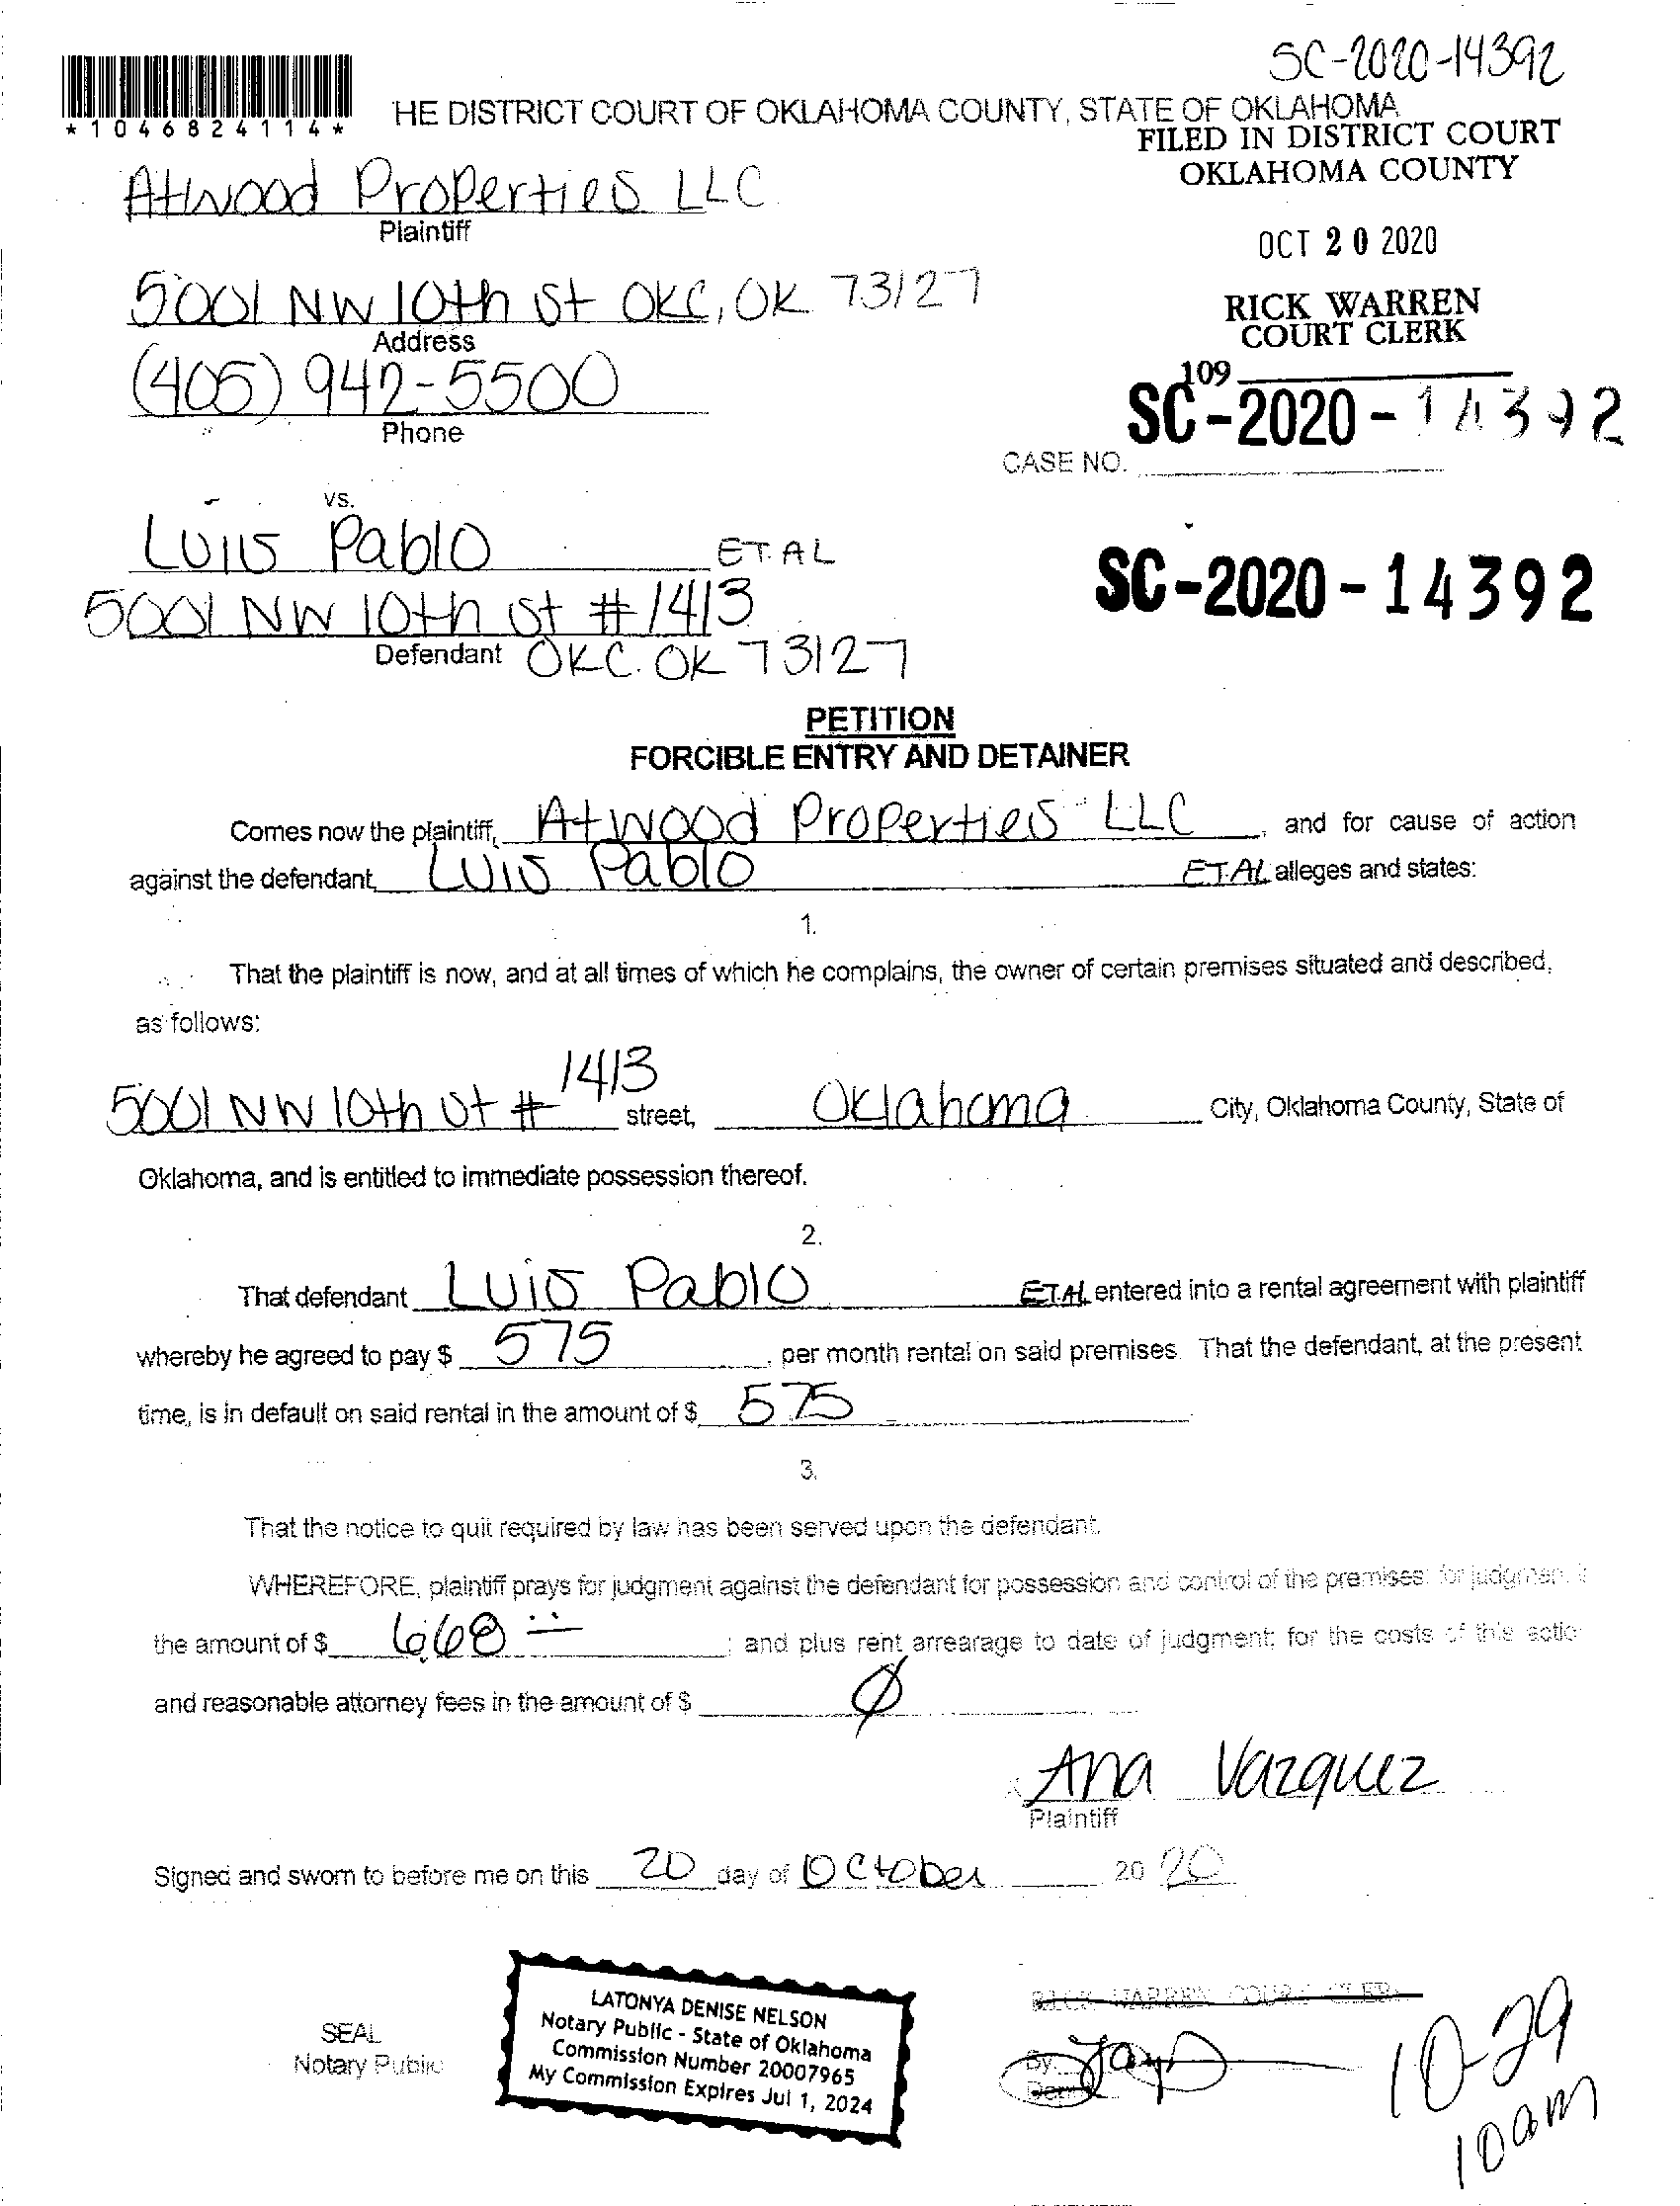 SC-2020-14392
*1046824114*
HE DISTRICT COURT OF OKLAHOMA COUNTY, STATE OF OKLAHOMA
FILED IN DISTRICT COURT
OKLAHOMA COUNTY
Atwood Properties LLC
Plaintiff
OCT 20 2020
5001 NW 10th St OKC, OK 73127
Address
RICK WARREN
COURT CLERK
(405) 942-5500
Phone
109
SC-2020-14392
CASE NO.
vs.
Luis Pablo ET.AL
5001 NW 10th St #1413
Defendant OKC. OK 73127
SC-2020-14392
PETITION
FORCIBLE ENTRY AND DETAINER
Comes now the plaintiff, Atwood Properties LLC, and for cause of action
against the defendant, Luis Pablo ET.AL alleges and states:
1.
That the plaintiff is now, and at all times of which he complains, the owner of certain premises situated and described,
as follows:
5001 NW 10th St # 1413 street, Oklahoma City, Oklahoma County, State of
Oklahoma, and is entitled to immediate possession thereof.
2.
That defendant Luis Pablo ET.AL entered into a rental agreement with plaintiff
whereby he agreed to pay $ 575, per month rental on said premises. That the defendant, at the present
time, is in default on said rental in the amount of $ 575
3.
That the notice to quit required by law has been served upon the defendant.
WHEREFORE, plaintiff prays for judgment against the defendant for possession and control of the premises: for judgmen
the amount of $ 668 ; and plus rent arrearage to date of judgment; for the costs of this actio
and reasonable attorney fees in the amount of $ Ø
Ana Vazquez
Plaintiff
Signed and sworn to before me on this 20 day of October 20 20
SEAL
Notary Public
LATONYA DENISE NELSON
Notary Public - State of Oklahoma
Commission Number 20007965
My Commission Expires Jul 1, 2024
RICK WARREN COURT CLER
By:
10-29
10am